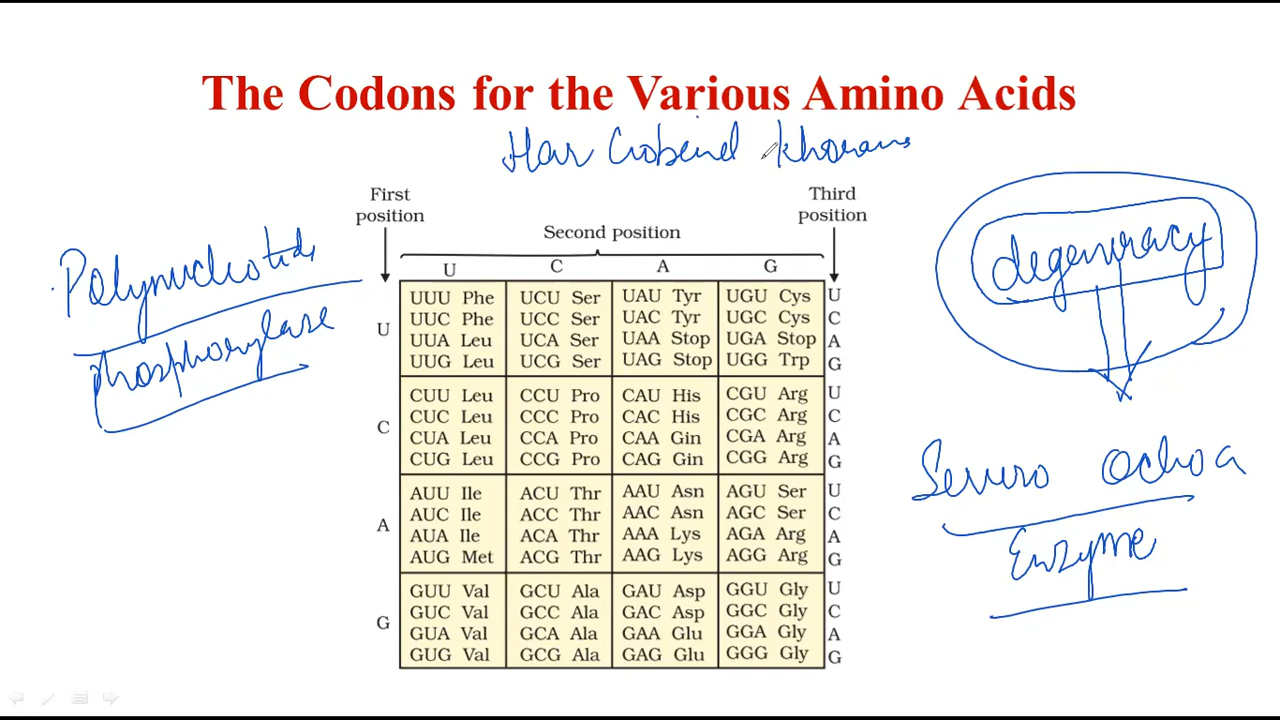 The Codons for the Various Amino Acids
Har Gobend Khorans
First position
Third position
Second position
U C A G
Polynucleotide
Phosphorylase
degeneracy
U
UUU Phe UCU Ser UAU Tyr UGU Cys U
UUC Phe UCC Ser UAC Tyr UGC Cys C
UUA Leu UCA Ser UAA Stop UGA Stop A
UUG Leu UCG Ser UAG Stop UGG Trp G
C
CUU Leu CCU Pro CAU His CGU Arg U
CUC Leu CCC Pro CAC His CGC Arg C
CUA Leu CCA Pro CAA Gin CGA Arg A
CUG Leu CCG Pro CAG Gin CGG Arg G
A
AUU Ile ACU Thr AAU Asn AGU Ser U
AUC Ile ACC Thr AAC Asn AGC Ser C
AUA Ile ACA Thr AAA Lys AGA Arg A
AUG Met ACG Thr AAG Lys AGG Arg G
G
GUU Val GCU Ala GAU Asp GGU Gly U
GUC Val GCC Ala GAC Asp GGC Gly C
GUA Val GCA Ala GAA Glu GGA Gly A
GUG Val GCG Ala GAG Glu GGG Gly G
Severo Ochoa
Enzyme